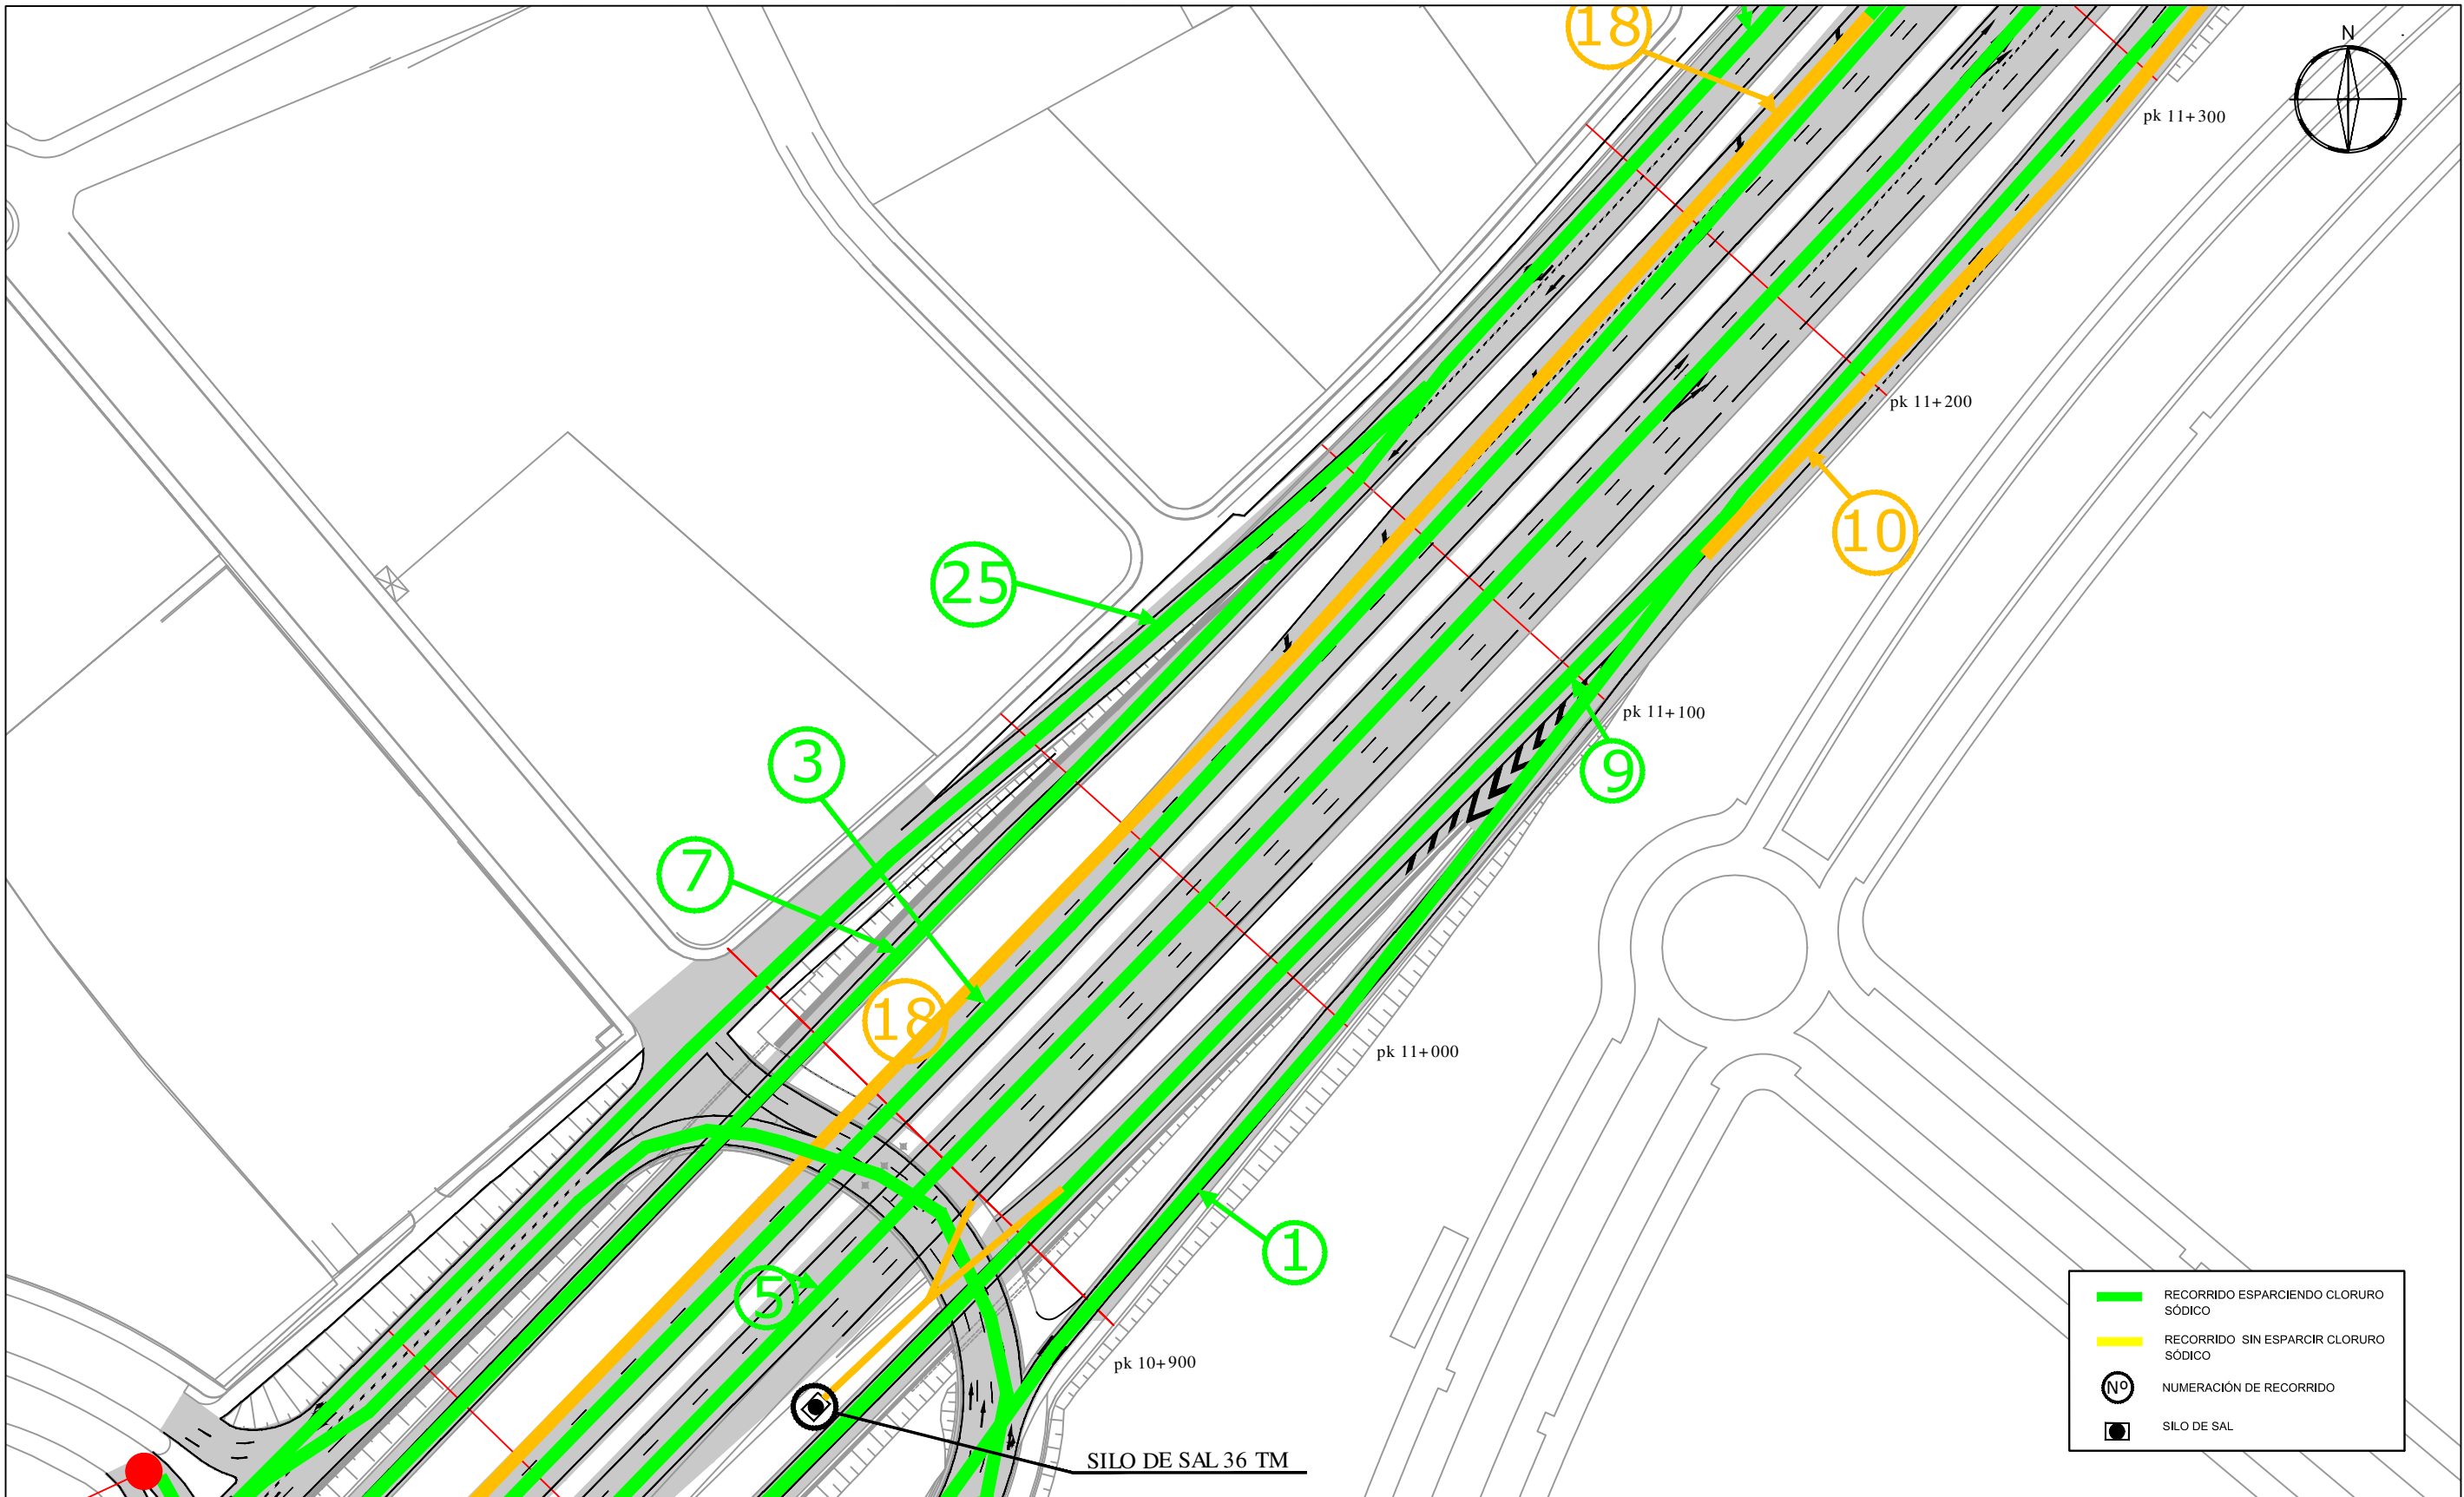 18
N
pk 11+300
pk 11+200
10
25
pk 11+100
3
9
7
18
pk 11+000
1
5
pk 10+900
SILO DE SAL 36 TM
RECORRIDO ESPARCIENDO CLORURO
SÓDICO
RECORRIDO SIN ESPARCIR CLORURO
SÓDICO
Nº
NUMERACIÓN DE RECORRIDO
SILO DE SAL